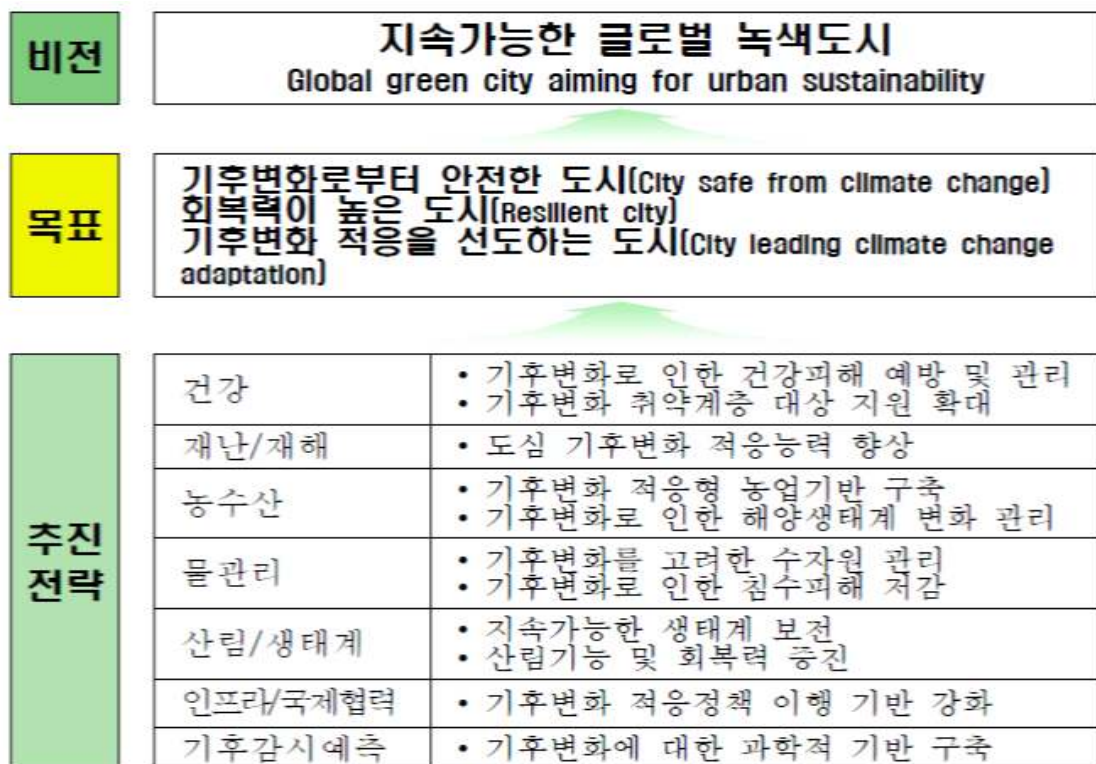 비전
지속가능한 글로벌 녹색도시
Global green city aiming for urban sustainability
목표
기후변화로부터 안전한 도시(City safe from climate change)
회복력이 높은 도시(Resilient city)
기후변화 적응을 선도하는 도시(City leading climate change
adaptation)
추진
전략
건강
• 기후변화로 인한 건강피해 예방 및 관리
• 기후변화 취약계층 대상 지원 확대
재난/재해
• 도심 기후변화 적응능력 향상
농수산
• 기후변화 적응형 농업기반 구축
• 기후변화로 인한 해양생태계 변화 관리
물관리
• 기후변화를 고려한 수자원 관리
• 기후변화로 인한 침수피해 저감
산림/생태계
• 지속가능한 생태계 보전
• 산림기능 및 회복력 증진
인프라/국제협력
• 기후변화 적응정책 이행 기반 강화
기후감시예측
• 기후변화에 대한 과학적 기반 구축